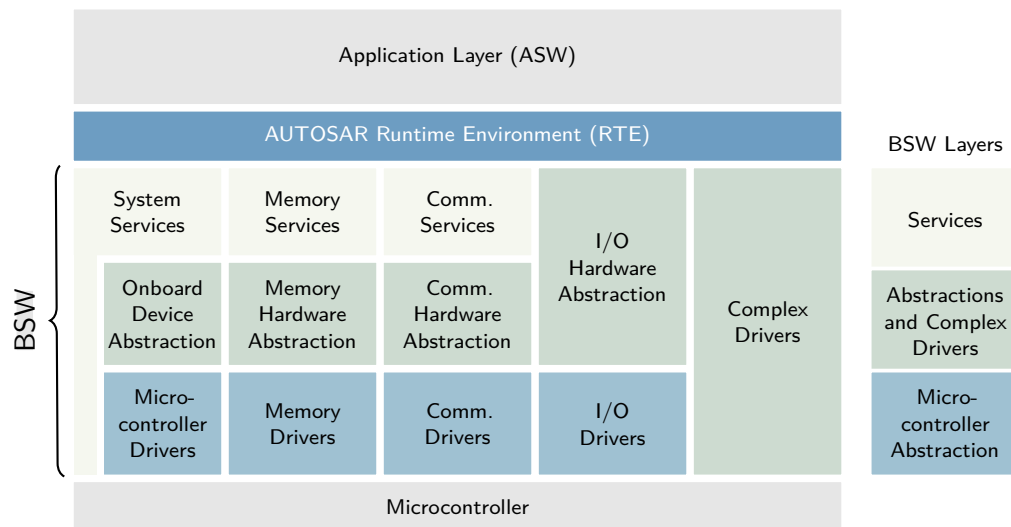 Application Layer (ASW)
AUTOSAR Runtime Environment (RTE)
BSW Layers
BSW
System
Services
Memory
Services
Comm.
Services
I/O
Hardware
Abstraction
Complex
Drivers
Services
Onboard
Device
Abstraction
Memory
Hardware
Abstraction
Comm.
Hardware
Abstraction
Abstractions
and Complex
Drivers
Micro-
controller
Drivers
Memory
Drivers
Comm.
Drivers
I/O
Drivers
Micro-
controller
Abstraction
Microcontroller